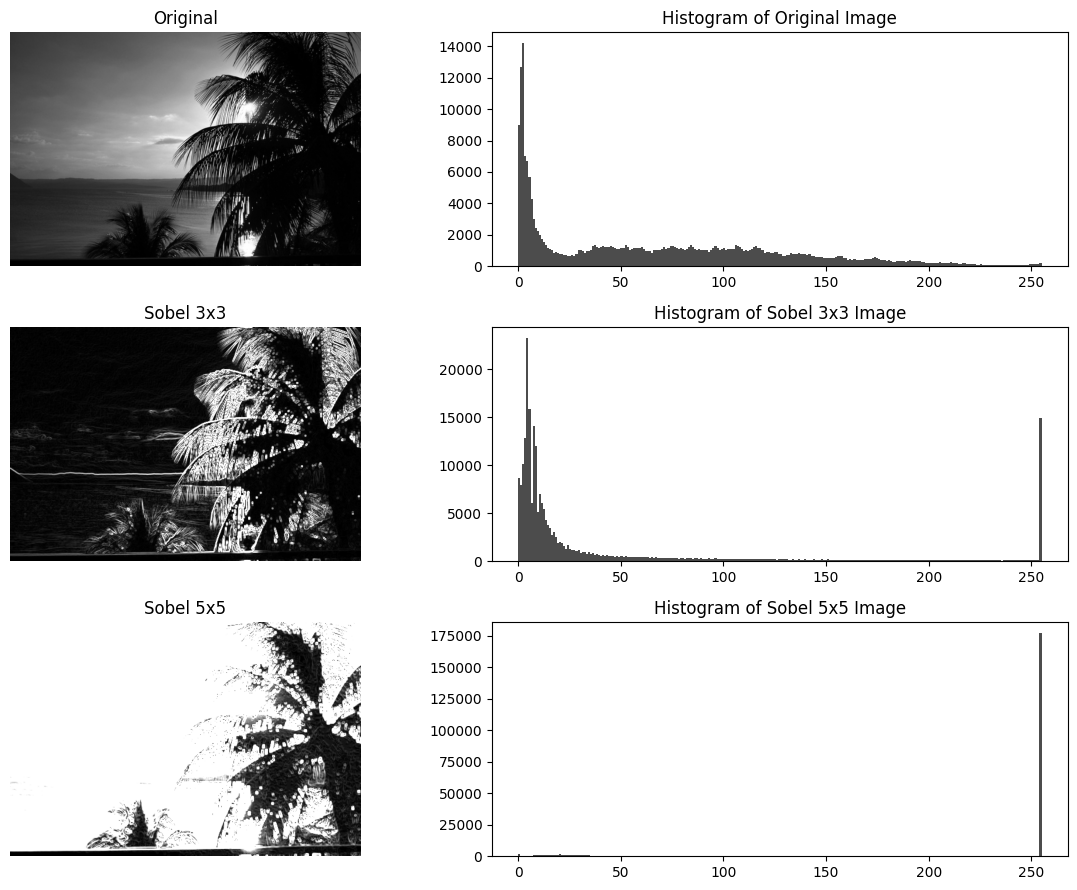 Original
Histogram of Original Image
14000
12000
10000
8000
6000
4000
2000
0
0 50 100 150 200 250
Sobel 3x3
Histogram of Sobel 3x3 Image
20000
15000
10000
5000
0
0 50 100 150 200 250
Sobel 5x5
Histogram of Sobel 5x5 Image
175000
150000
125000
100000
75000
50000
25000
0
0 50 100 150 200 250